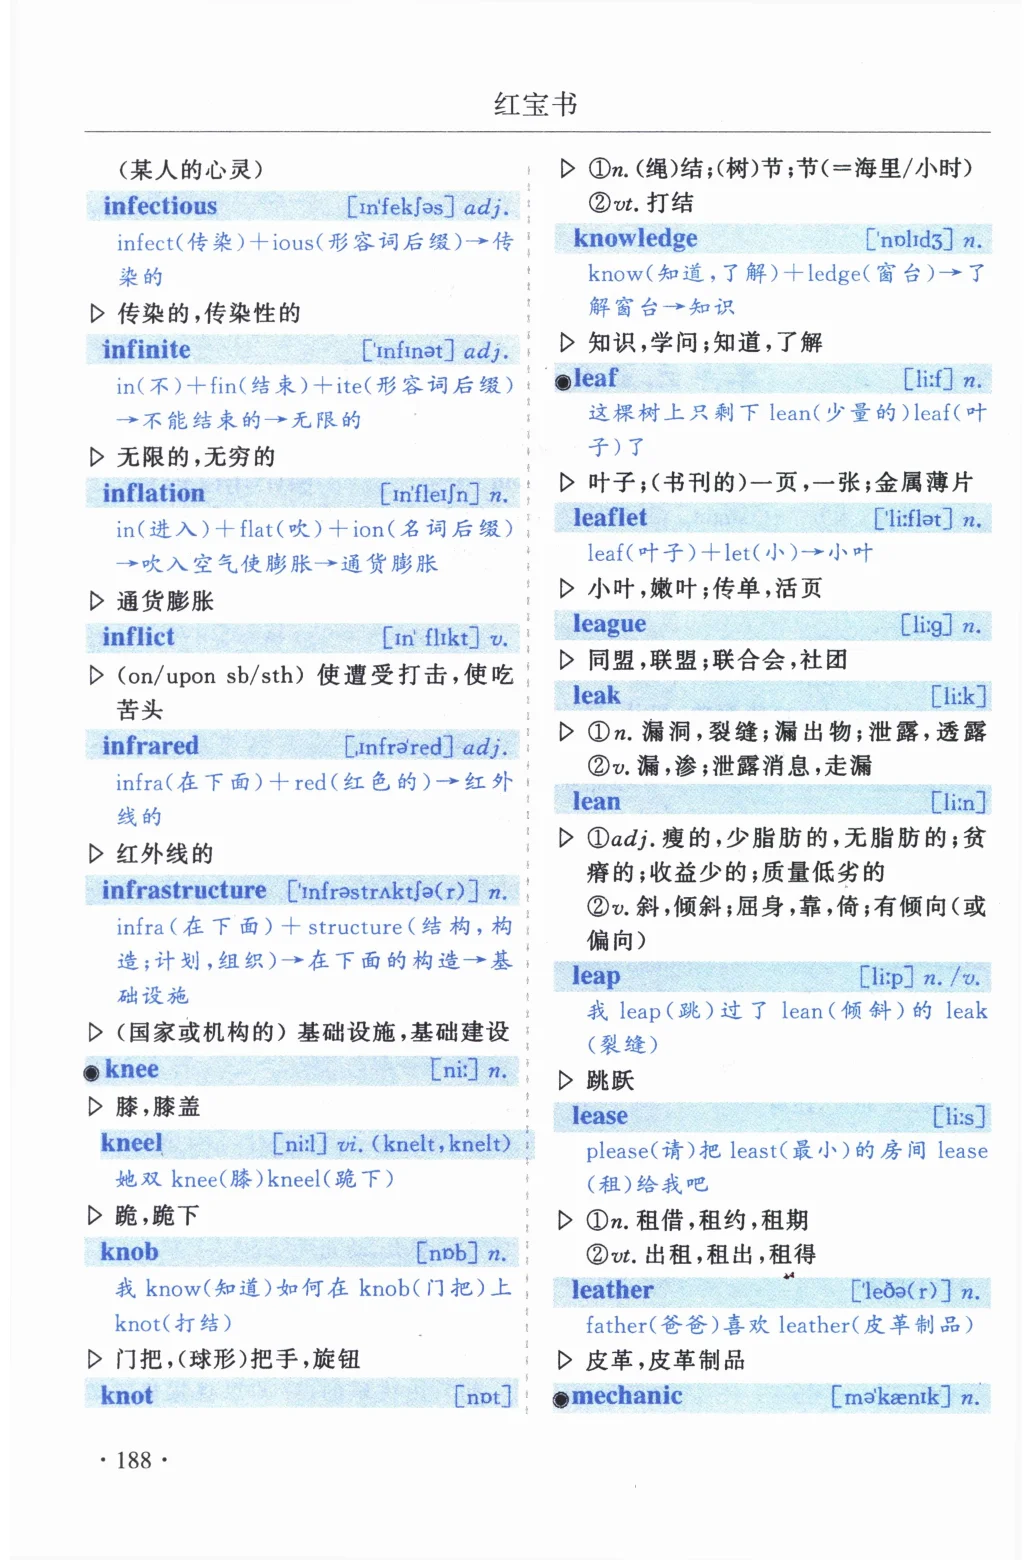 红宝书
(某人的心灵)
infectious [ɪn'fekʃəs] adj.
infect(传染)+ious(形容词后缀)→传
染的
▷ 传染的,传染性的
infinite ['ɪnfɪnət] adj.
in(不)+fin(结束)+ite(形容词后缀)
→不能结束的→无限的
▷ 无限的,无穷的
inflation [ɪn'fleɪʃn] n.
in(进入)+flat(吹)+ion(名词后缀)
→吹入空气使膨胀→通货膨胀
▷ 通货膨胀
inflict [ɪn' flɪkt] v.
▷ (on/upon sb/sth) 使遭受打击,使吃
苦头
infrared [ˌɪnfrə'red] adj.
infra(在下面)+red(红色的)→红外
线的
▷ 红外线的
infrastructure ['ɪnfrəstrʌktʃə(r)] n.
infra(在下面)+structure(结构,构
造;计划,组织)→在下面的构造→基
础设施
▷ (国家或机构的) 基础设施,基础建设
●knee [niː] n.
▷ 膝,膝盖
kneel [niːl] vi. (knelt,knelt)
她双 knee(膝)kneel(跪下)
▷ 跪,跪下
knob [nɒb] n.
我 know(知道)如何在 knob(门把)上
knot(打结)
▷ 门把,(球形)把手,旋钮
knot [nɒt]
▷ ①n. (绳)结;(树)节;节(=海里/小时)
②vt. 打结
knowledge ['nɒlɪdʒ] n.
know(知道,了解)+ledge(窗台)→了
解窗台→知识
▷ 知识,学问;知道,了解
●leaf [liːf] n.
这棵树上只剩下 lean(少量的)leaf(叶
子)了
▷ 叶子;(书刊的)一页,一张;金属薄片
leaflet ['liːflət] n.
leaf(叶子)+let(小)→小叶
▷ 小叶,嫩叶;传单,活页
league [liːg] n.
▷ 同盟,联盟;联合会,社团
leak [liːk]
▷ ①n. 漏洞,裂缝;漏出物;泄露,透露
②v. 漏,渗;泄露消息,走漏
lean [liːn]
▷ ①adj. 瘦的,少脂肪的,无脂肪的;贫
瘠的;收益少的;质量低劣的
②v. 斜,倾斜;屈身,靠,倚;有倾向(或
偏向)
leap [liːp] n. /v.
我 leap(跳)过了 lean(倾斜)的 leak
(裂缝)
▷ 跳跃
lease [liːs]
please(请)把 least(最小)的房间 lease
(租)给我吧
▷ ①n. 租借,租约,租期
②vt. 出租,租出,租得
leather ['leðə(r)] n.
father(爸爸)喜欢 leather(皮革制品)
▷ 皮革,皮革制品
●mechanic [mə'kænɪk] n.
· 188 ·